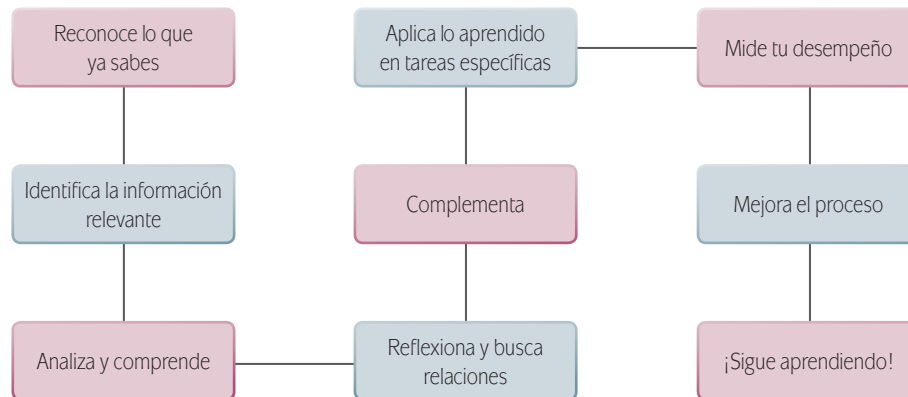 Reconoce lo que
ya sabes
Identifica la información
relevante
Analiza y comprende
Reflexiona y busca
relaciones
Complementa
Aplica lo aprendido
en tareas específicas
Mide tu desempeño
Mejora el proceso
¡Sigue aprendiendo!